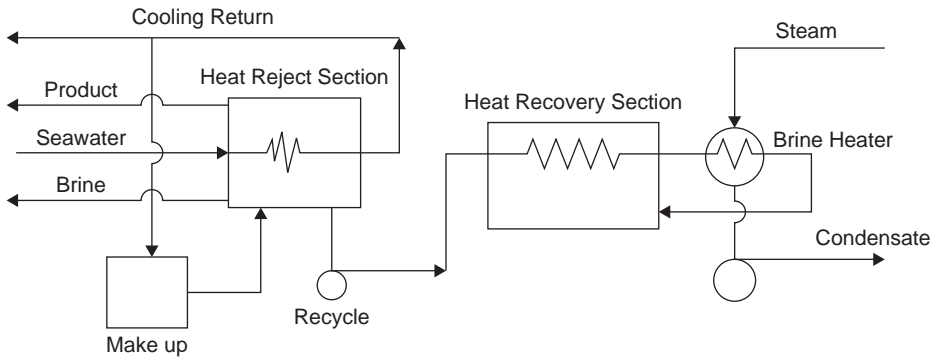 Cooling Return
Steam
Heat Reject Section
Product
Heat Recovery Section
Seawater
Brine Heater
Brine
Condensate
Recycle
Make up